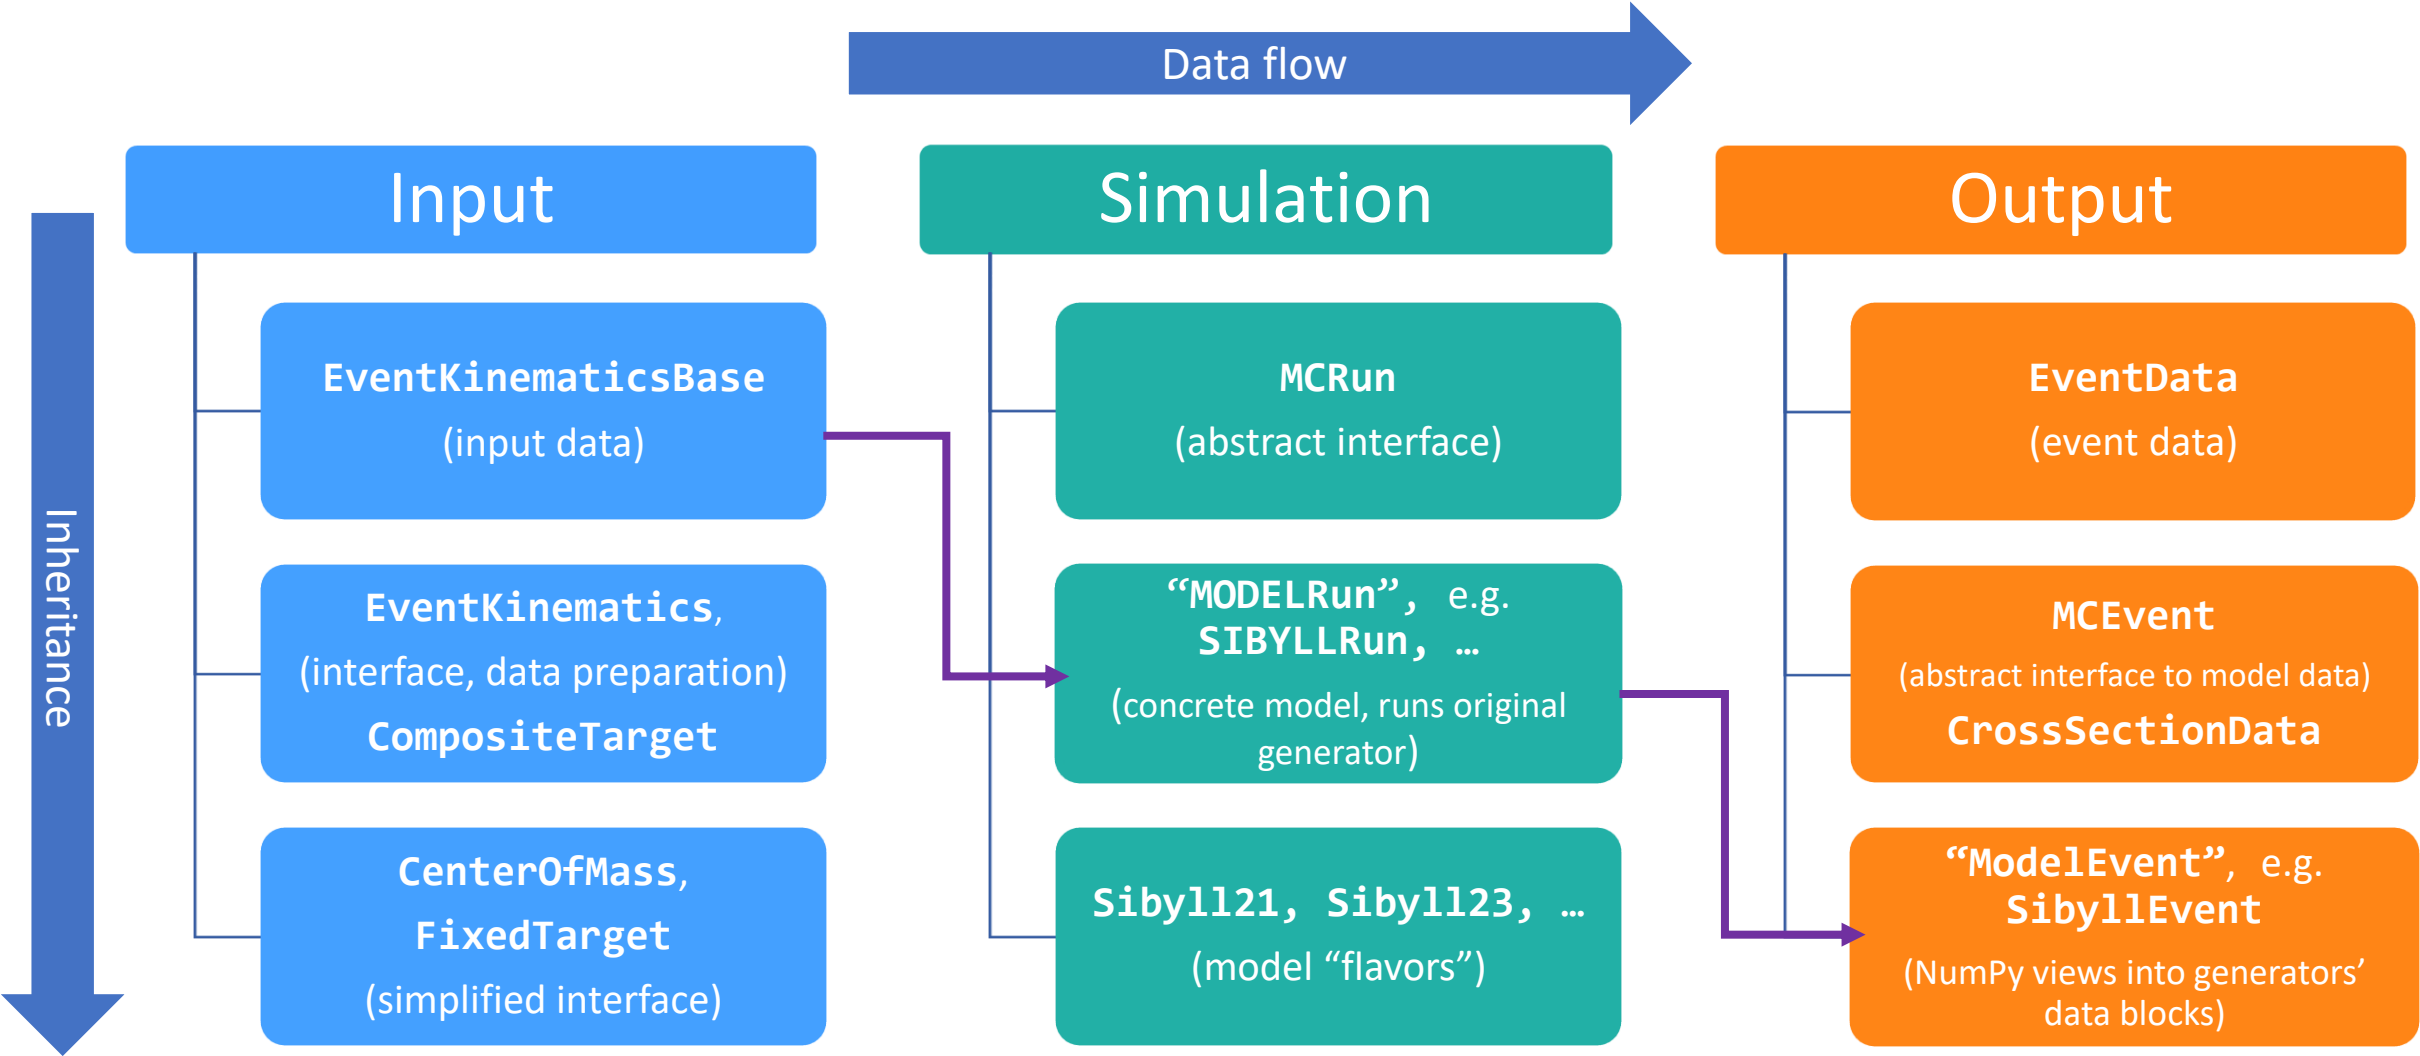 Data flow
Inheritance
Input
EventKinematicsBase
(input data)
EventKinematics,
(interface, data preparation)
CompositeTarget
CenterOfMass,
FixedTarget
(simplified interface)
Simulation
MCRun
(abstract interface)
“MODELRun”, e.g.
SIBYLLRun, …
(concrete model, runs original
generator)
Sibyll21, Sibyll23, …
(model “flavors”)
Output
EventData
(event data)
MCEvent
(abstract interface to model data)
CrossSectionData
“ModelEvent”, e.g.
SibyllEvent
(NumPy views into generators’
data blocks)